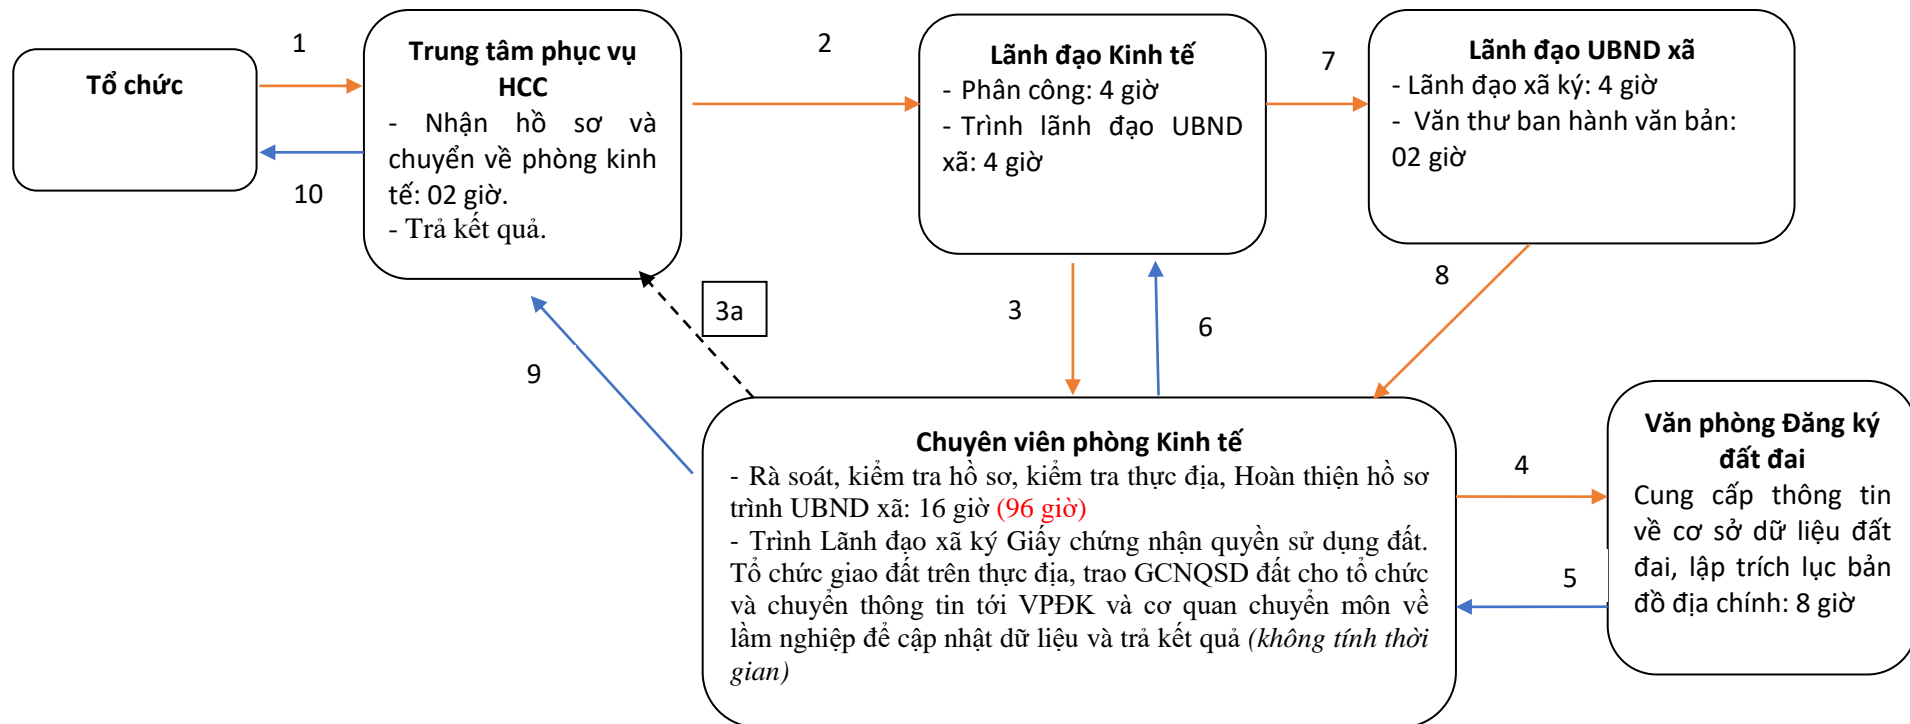 Tổ chức
1
10
Trung tâm phục vụ
HCC
- Nhận hồ sơ và
chuyển về phòng kinh
tế: 02 giờ.
- Trả kết quả.
2
Lãnh đạo Kinh tế
- Phân công: 4 giờ
- Trình lãnh đạo UBND
xã: 4 giờ
7
Lãnh đạo UBND xã
- Lãnh đạo xã ký: 4 giờ
- Văn thư ban hành văn bản:
02 giờ
3a
3
6
8
9
Chuyên viên phòng Kinh tế
- Rà soát, kiểm tra hồ sơ, kiểm tra thực địa, Hoàn thiện hồ sơ
trình UBND xã: 16 giờ (96 giờ)
- Trình Lãnh đạo xã ký Giấy chứng nhận quyền sử dụng đất.
Tổ chức giao đất trên thực địa, trao GCNQSD đất cho tổ chức
và chuyển thông tin tới VPĐK và cơ quan chuyển môn về
lầm nghiệp để cập nhật dữ liệu và trả kết quả (không tính thời
gian)
4
5
Văn phòng Đăng ký
đất đai
Cung cấp thông tin
về cơ sở dữ liệu đất
đai, lập trích lục bản
đồ địa chính: 8 giờ